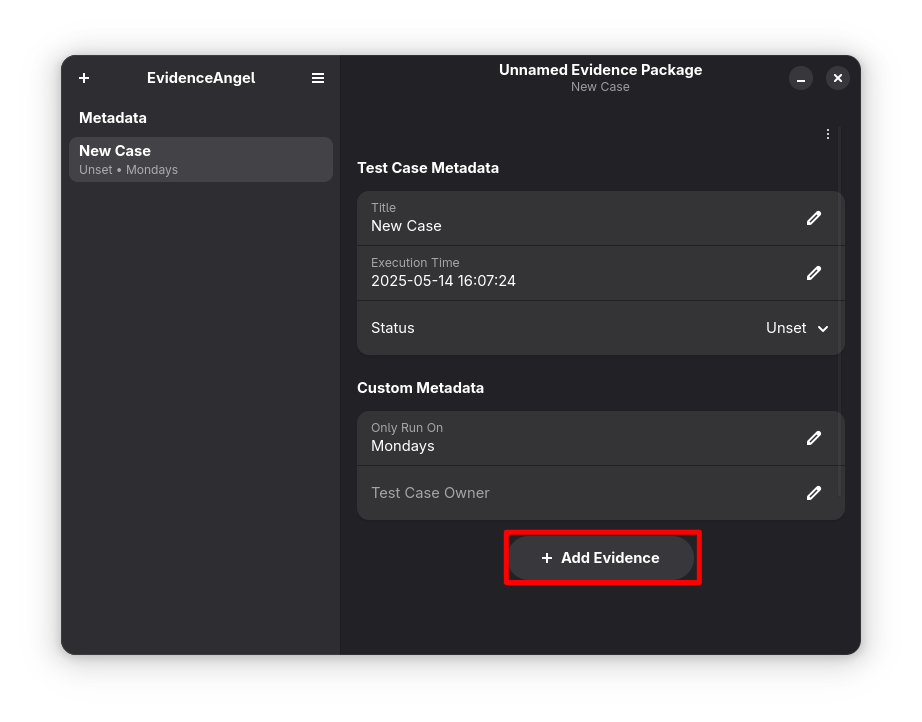 EvidenceAngel
Metadata
New Case
Unset • Mondays
Unnamed Evidence Package
New Case
Test Case Metadata
Title
New Case
Execution Time
2025-05-14 16:07:24
Status
Unset
Custom Metadata
Only Run On
Mondays
Test Case Owner
+ Add Evidence